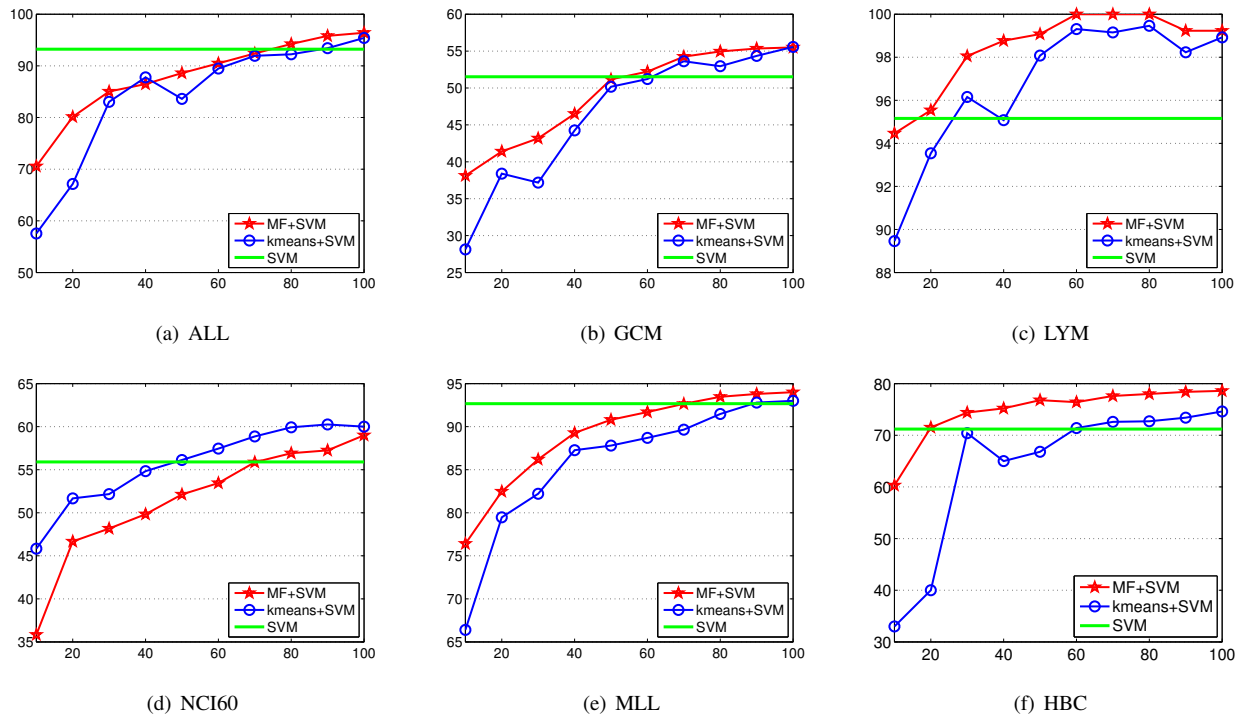 100
90
80
70
60
50
20
40
60
80
100
MF+SVM
kmeans+SVM
SVM
(a) ALL
60
55
50
45
40
35
30
25
20
40
60
80
100
MF+SVM
kmeans+SVM
SVM
(b) GCM
100
98
96
94
92
90
88
20
40
60
80
100
MF+SVM
kmeans+SVM
SVM
(c) LYM
65
60
55
50
45
40
35
20
40
60
80
100
MF+SVM
kmeans+SVM
SVM
(d) NCI60
95
90
85
80
75
70
65
20
40
60
80
100
MF+SVM
kmeans+SVM
SVM
(e) MLL
80
70
60
50
40
30
20
40
60
80
100
MF+SVM
kmeans+SVM
SVM
(f) HBC